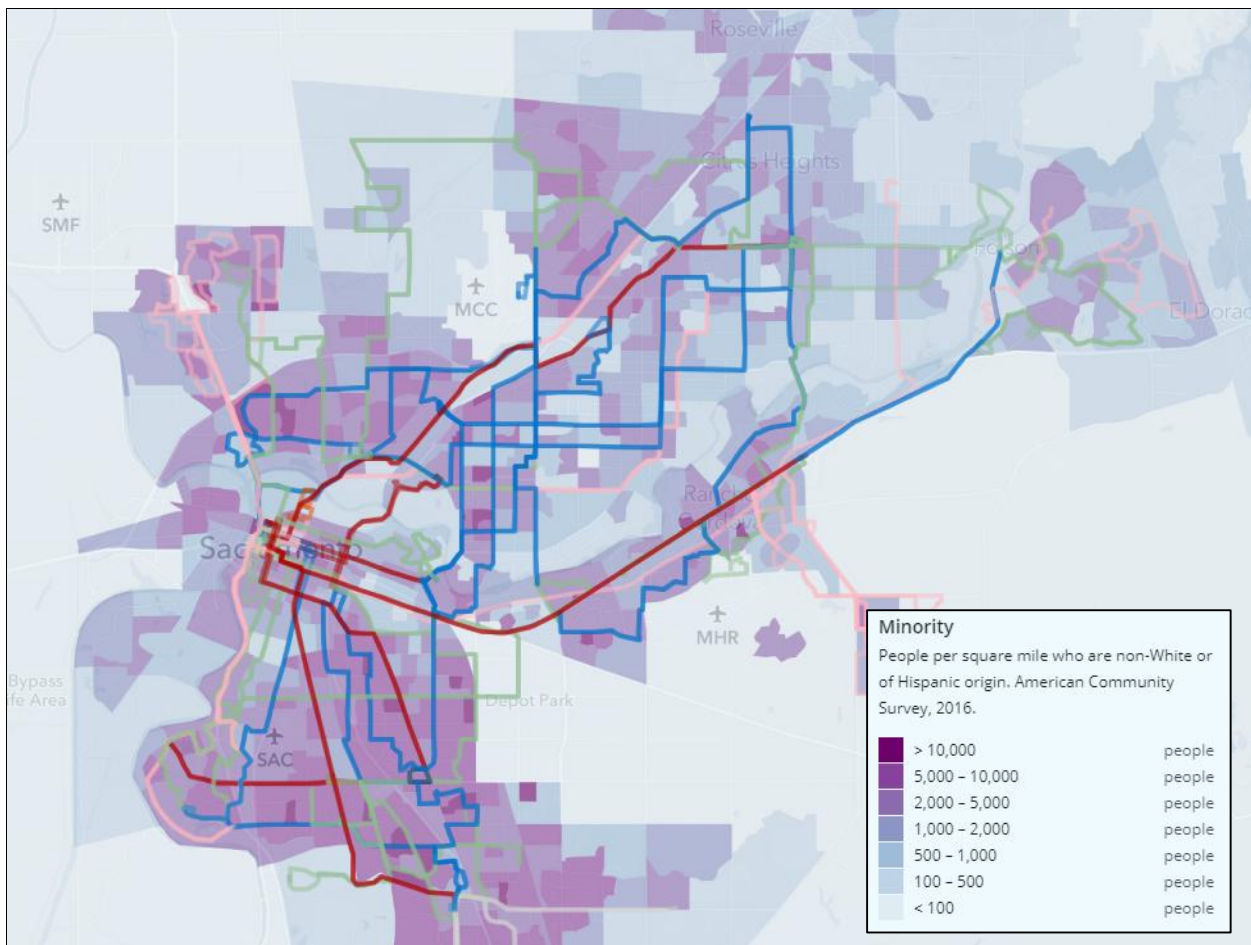 Roseville
Citrus Heights
SMF
Folsom
MCC
El Dorado
Rancho
Cordova
Sacramento
MHR
Bypass
fe Area
Depot Park
SAC
Minority
People per square mile who are non-White or
of Hispanic origin. American Community
Survey, 2016.
> 10,000 people
5,000 – 10,000 people
2,000 – 5,000 people
1,000 – 2,000 people
500 – 1,000 people
100 – 500 people
< 100 people